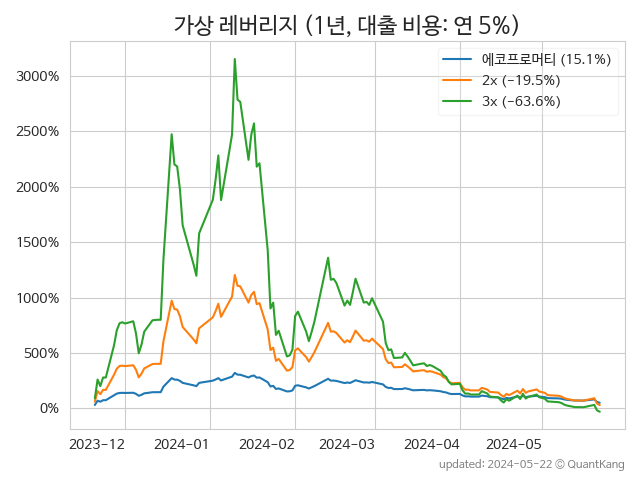 가상 레버리지 (1년, 대출 비용: 연 5%)
에코프로머티 (15.1%)
2x (−19.5%)
3x (−63.6%)
3000%
2500%
2000%
1500%
1000%
500%
0%
2023-12 2024-01 2024-02 2024-03 2024-04 2024-05
updated: 2024-05-22 © QuantKang